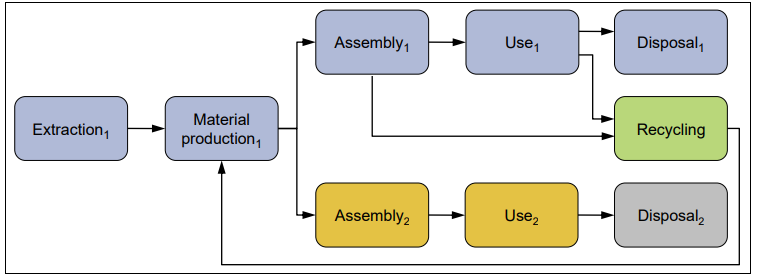 Assembly₁
Use₁
Disposal₁
Extraction₁
Material
production₁
Recycling
Assembly₂
Use₂
Disposal₂